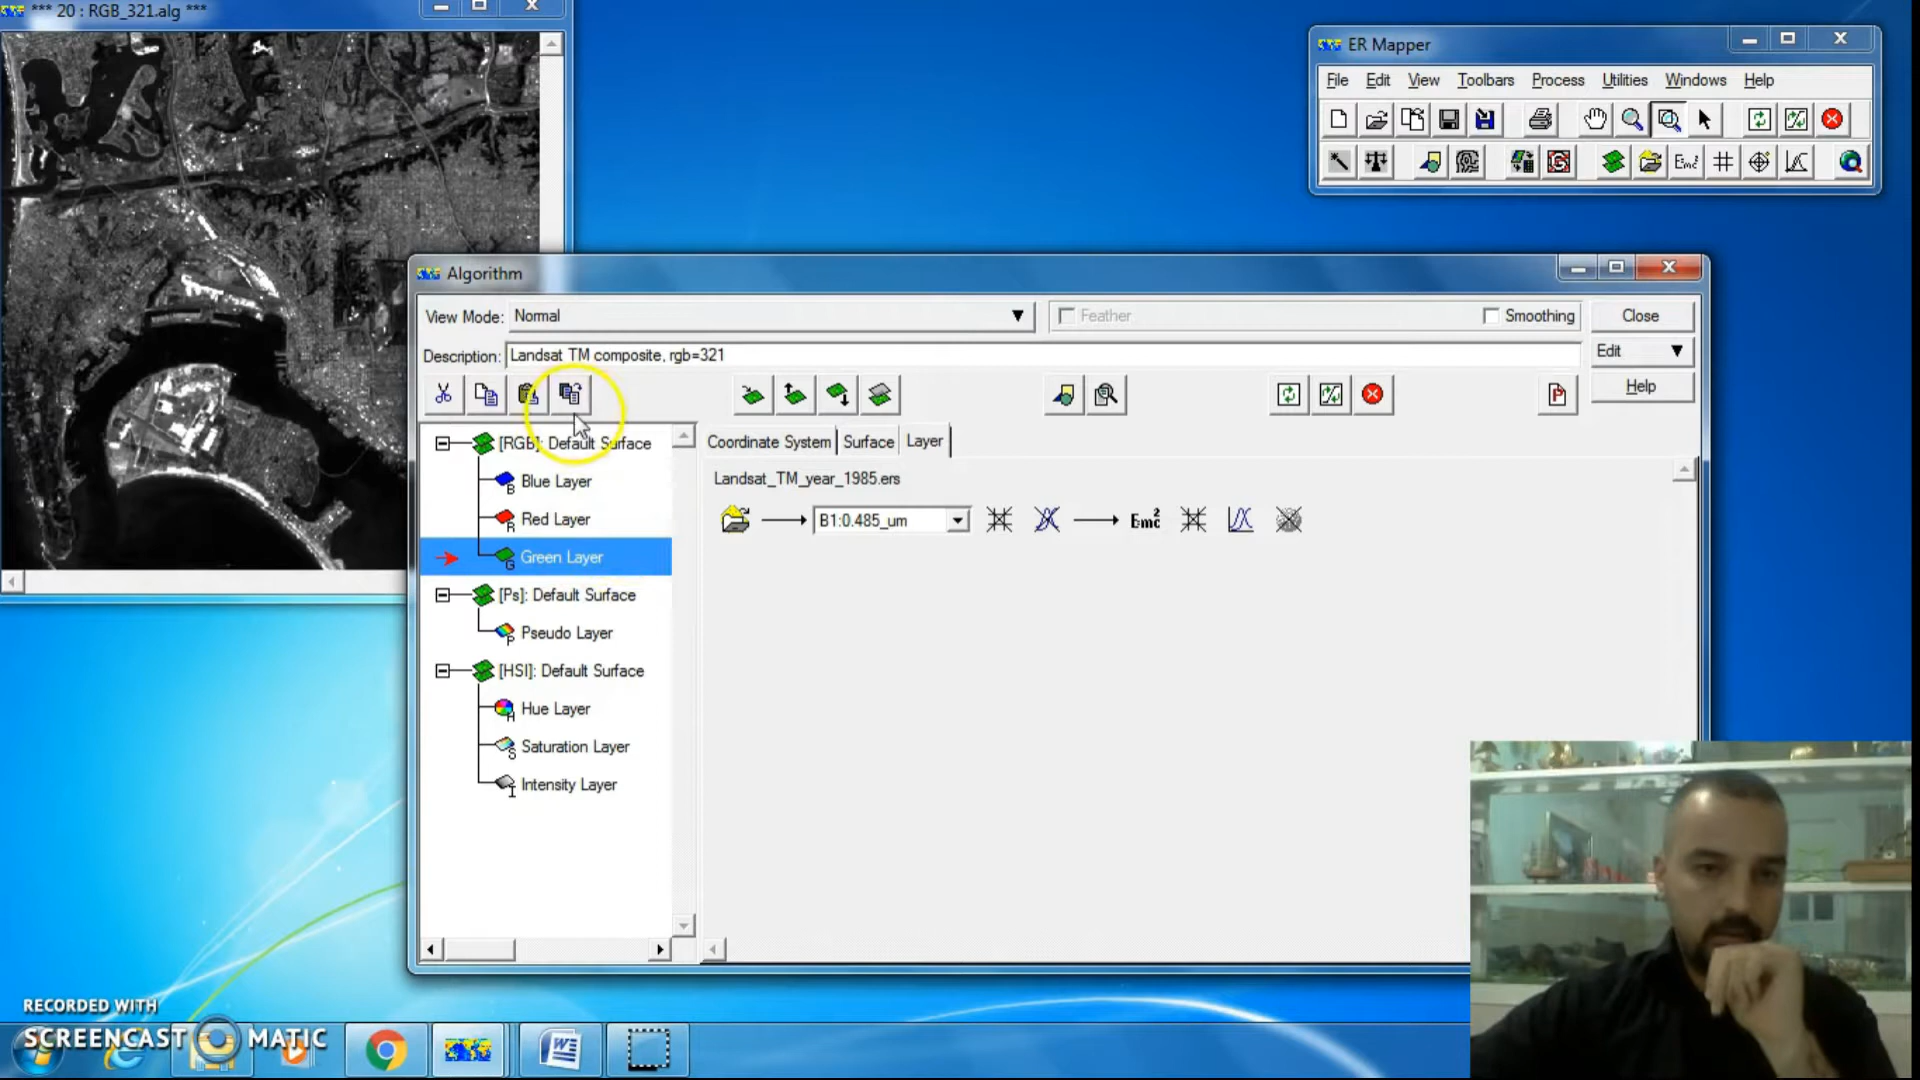 *** 20 : RGB_321.alg ***
ER Mapper
File Edit View Toolbars Process Utilities Windows Help
Emc²
Algorithm
View Mode: Normal
Feather
Smoothing
Close
Description: Landsat TM composite, rgb=321
Edit
Help
[RGB]: Default Surface
Blue Layer
Red Layer
Green Layer
[Ps]: Default Surface
Pseudo Layer
[HSI]: Default Surface
Hue Layer
Saturation Layer
Intensity Layer
Coordinate System Surface Layer
Landsat_TM_year_1985.ers
B1:0.485_um
Emc²
RECORDED WITH
SCREENCAST MATIC